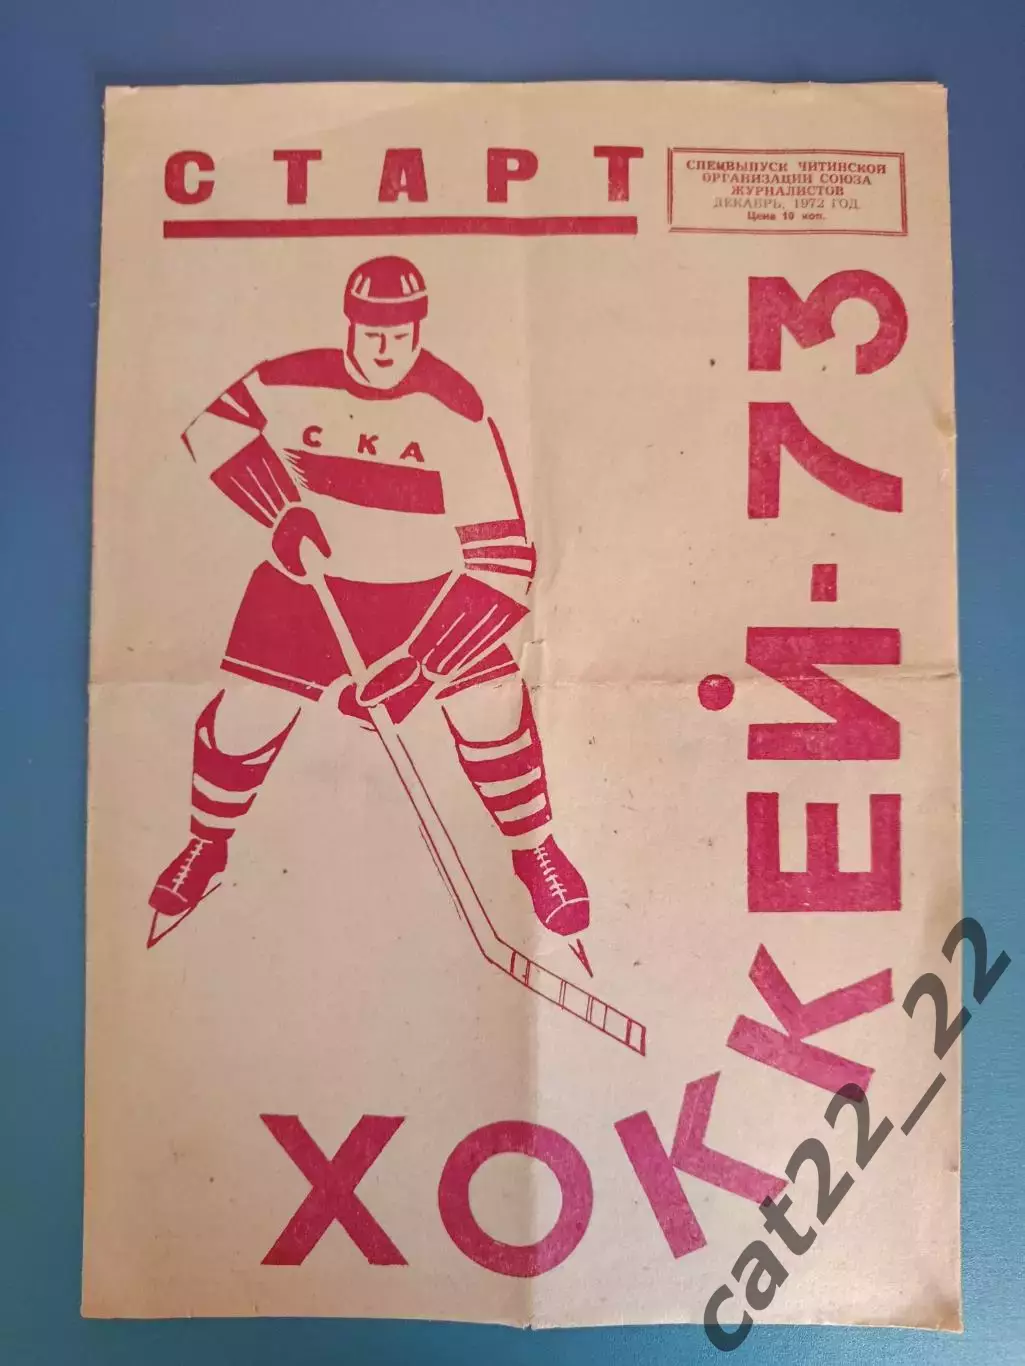 СТАРТ
СПЕЦВЫПУСК ЧИТИНСКОЙ
ОРГАНИЗАЦИИ СОЮЗА
ЖУРНАЛИСТОВ
ДЕКАБРЬ, 1972 ГОД
Цена 10 коп.
СКА
ХОККЕЙ-73
cat22_22